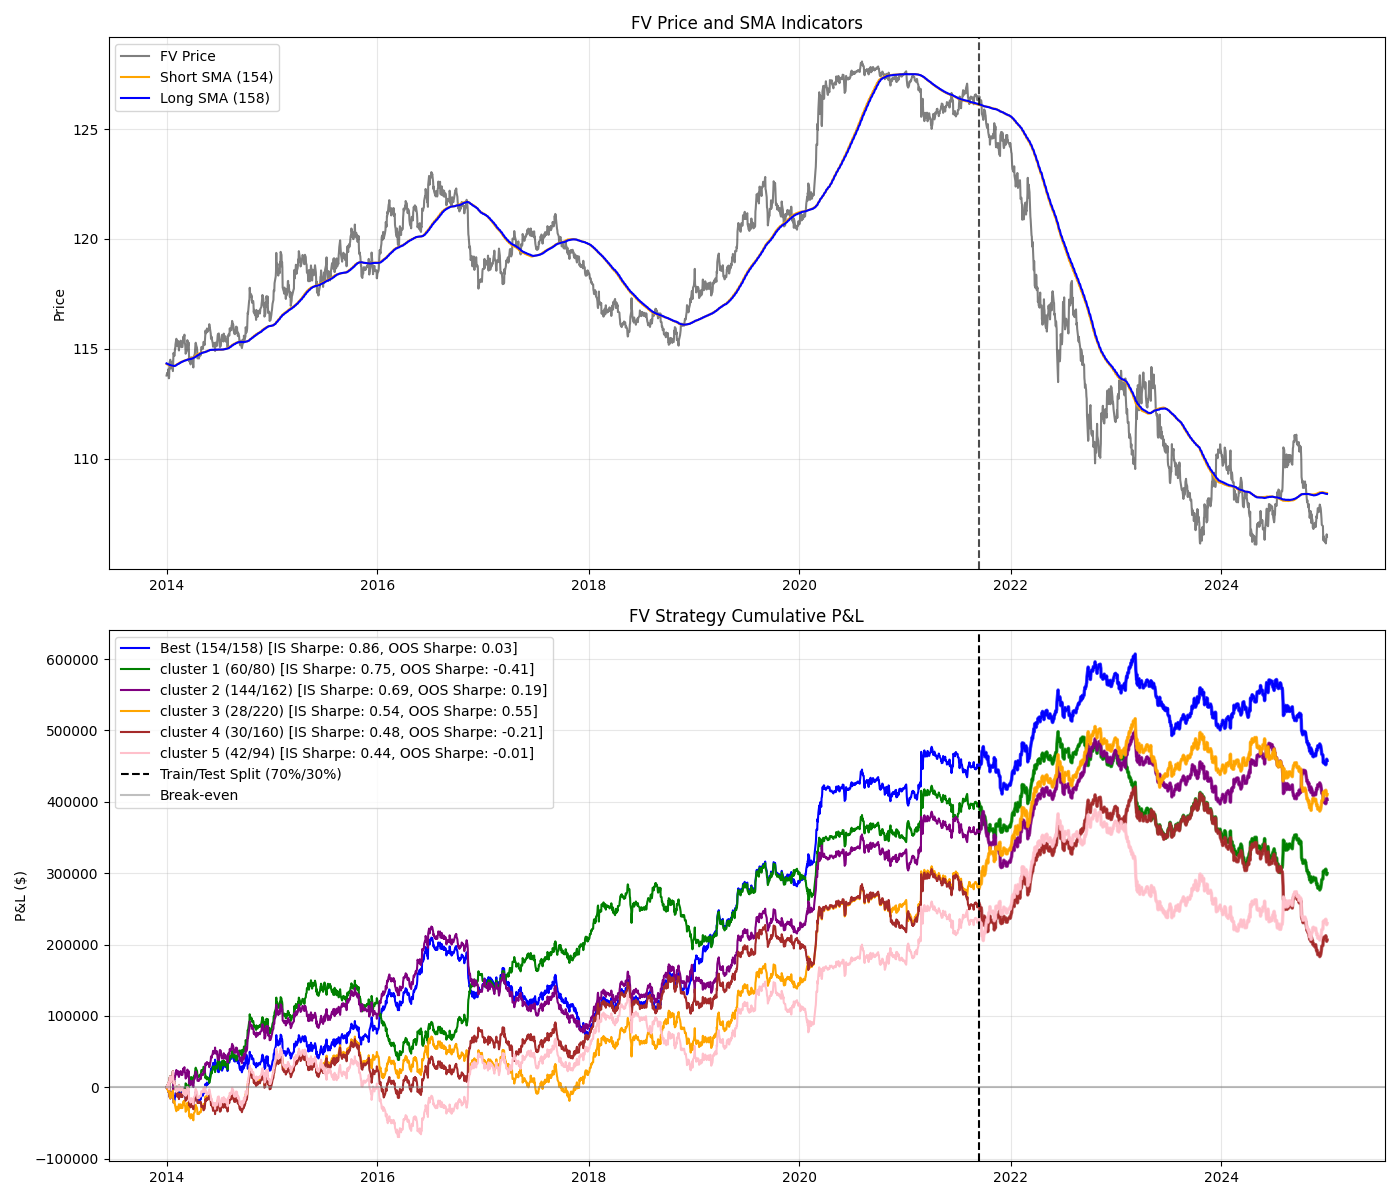 FV Price and SMA Indicators
FV Price
Short SMA (154)
Long SMA (158)
Price
125
120
115
110
2014
2016
2018
2020
2022
2024
FV Strategy Cumulative P&L
Best (154/158) [IS Sharpe: 0.86, OOS Sharpe: 0.03]
cluster 1 (60/80) [IS Sharpe: 0.75, OOS Sharpe: -0.41]
cluster 2 (144/162) [IS Sharpe: 0.69, OOS Sharpe: 0.19]
cluster 3 (28/220) [IS Sharpe: 0.54, OOS Sharpe: 0.55]
cluster 4 (30/160) [IS Sharpe: 0.48, OOS Sharpe: -0.21]
cluster 5 (42/94) [IS Sharpe: 0.44, OOS Sharpe: -0.01]
Train/Test Split (70%/30%)
Break-even
P&L ($)
600000
500000
400000
300000
200000
100000
0
−100000
2014
2016
2018
2020
2022
2024